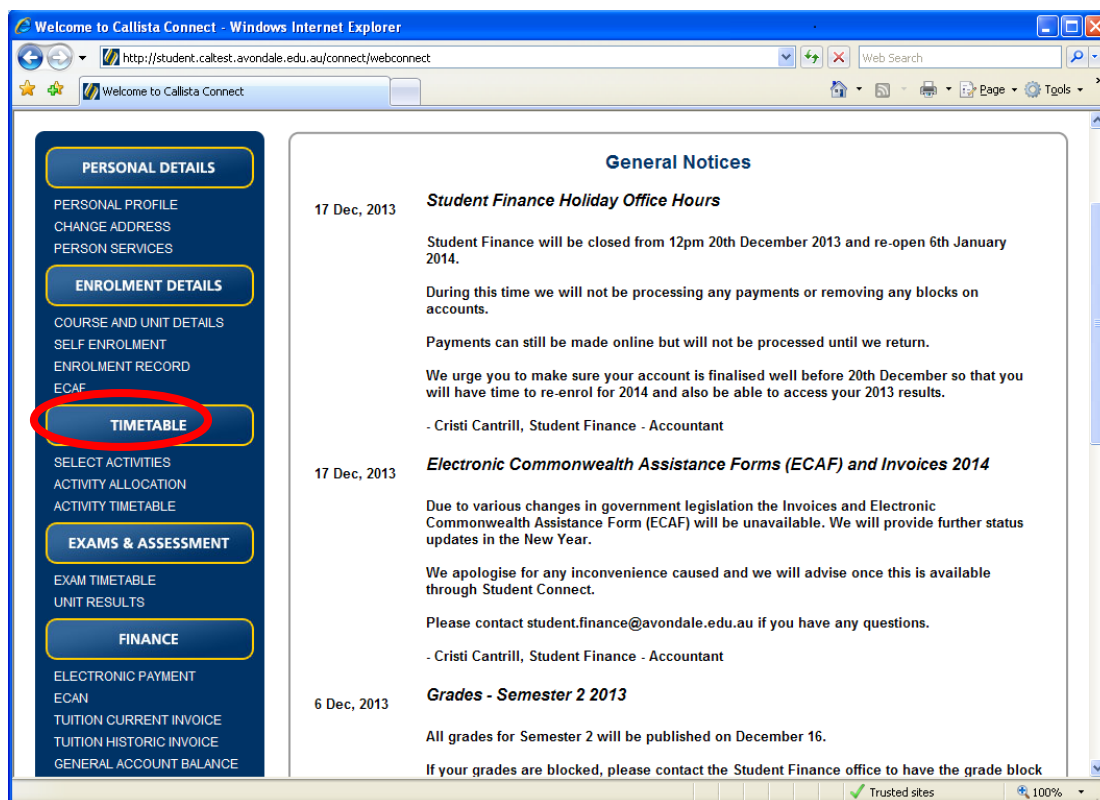 Welcome to Callista Connect - Windows Internet Explorer
http://student.caltest.avondale.edu.au/connect/webconnect
Web Search
Welcome to Callista Connect
Page
Tools
PERSONAL DETAILS
PERSONAL PROFILE
CHANGE ADDRESS
PERSON SERVICES
ENROLMENT DETAILS
COURSE AND UNIT DETAILS
SELF ENROLMENT
ENROLMENT RECORD
ECAF
TIMETABLE
SELECT ACTIVITIES
ACTIVITY ALLOCATION
ACTIVITY TIMETABLE
EXAMS & ASSESSMENT
EXAM TIMETABLE
UNIT RESULTS
FINANCE
ELECTRONIC PAYMENT
ECAN
TUITION CURRENT INVOICE
TUITION HISTORIC INVOICE
GENERAL ACCOUNT BALANCE
General Notices
17 Dec, 2013
Student Finance Holiday Office Hours
Student Finance will be closed from 12pm 20th December 2013 and re-open 6th January
2014.
During this time we will not be processing any payments or removing any blocks on
accounts.
Payments can still be made online but will not be processed until we return.
We urge you to make sure your account is finalised well before 20th December so that you
will have time to re-enrol for 2014 and also be able to access your 2013 results.
- Cristi Cantrill, Student Finance - Accountant
17 Dec, 2013
Electronic Commonwealth Assistance Forms (ECAF) and Invoices 2014
Due to various changes in government legislation the Invoices and Electronic
Commonwealth Assistance Form (ECAF) will be unavailable. We will provide further status
updates in the New Year.
We apologise for any inconvenience caused and we will advise once this is available
through Student Connect.
Please contact student.finance@avondale.edu.au if you have any questions.
- Cristi Cantrill, Student Finance - Accountant
6 Dec, 2013
Grades - Semester 2 2013
All grades for Semester 2 will be published on December 16.
If your grades are blocked, please contact the Student Finance office to have the grade block
Trusted sites
100%